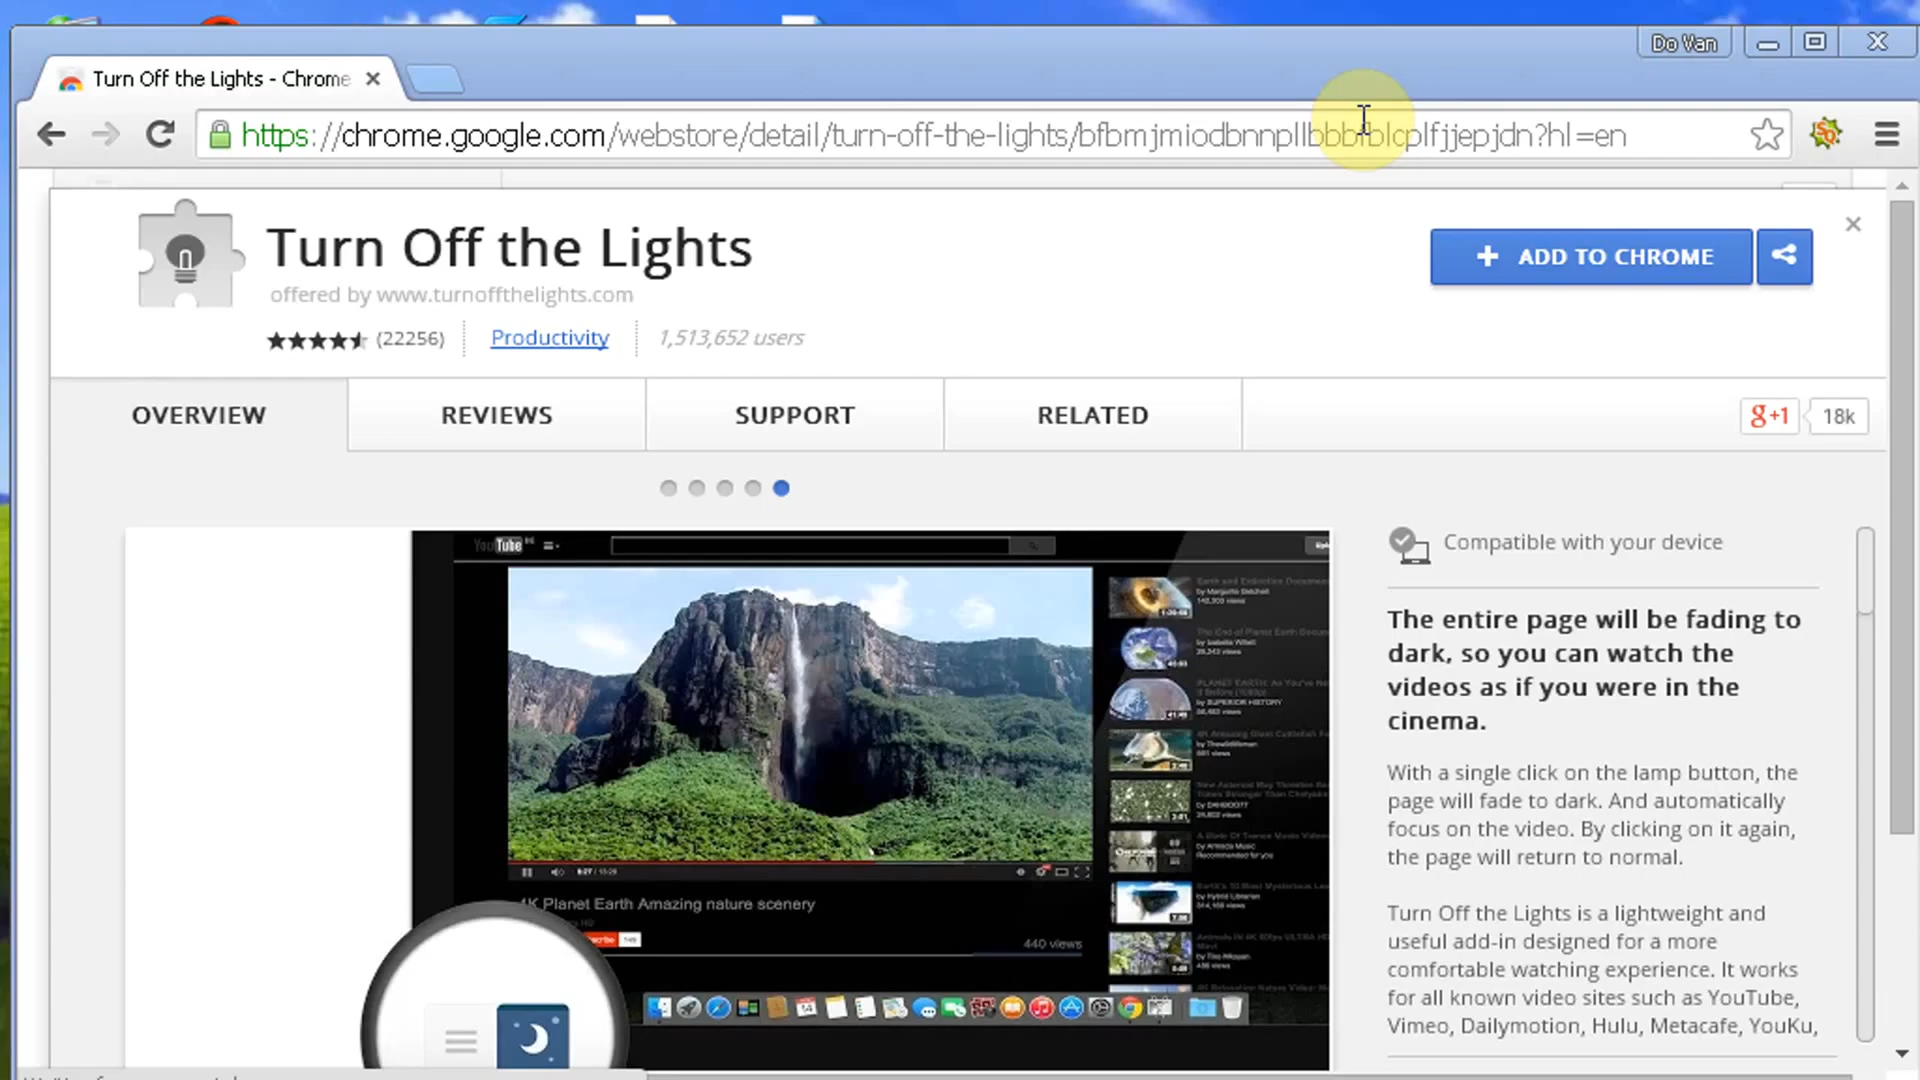 Do Van
Turn Off the Lights - Chrome
https://chrome.google.com/webstore/detail/turn-off-the-lights/bfbmjmiodbnnpllbbbfblcplfjjepjdn?hl=en
Turn Off the Lights
offered by www.turnoffthelights.com
(22256)
Productivity
1,513,652 users
ADD TO CHROME
OVERVIEW
REVIEWS
SUPPORT
RELATED
g+1
18k
YouTube
4K Planet Earth Amazing nature scenery
440 views
Compatible with your device
The entire page will be fading to
dark, so you can watch the
videos as if you were in the
cinema.
With a single click on the lamp button, the
page will fade to dark. And automatically
focus on the video. By clicking on it again,
the page will return to normal.
Turn Off the Lights is a lightweight and
useful add-in designed for a more
comfortable watching experience. It works
for all known video sites such as YouTube,
Vimeo, Dailymotion, Hulu, Metacafe, YouKu,